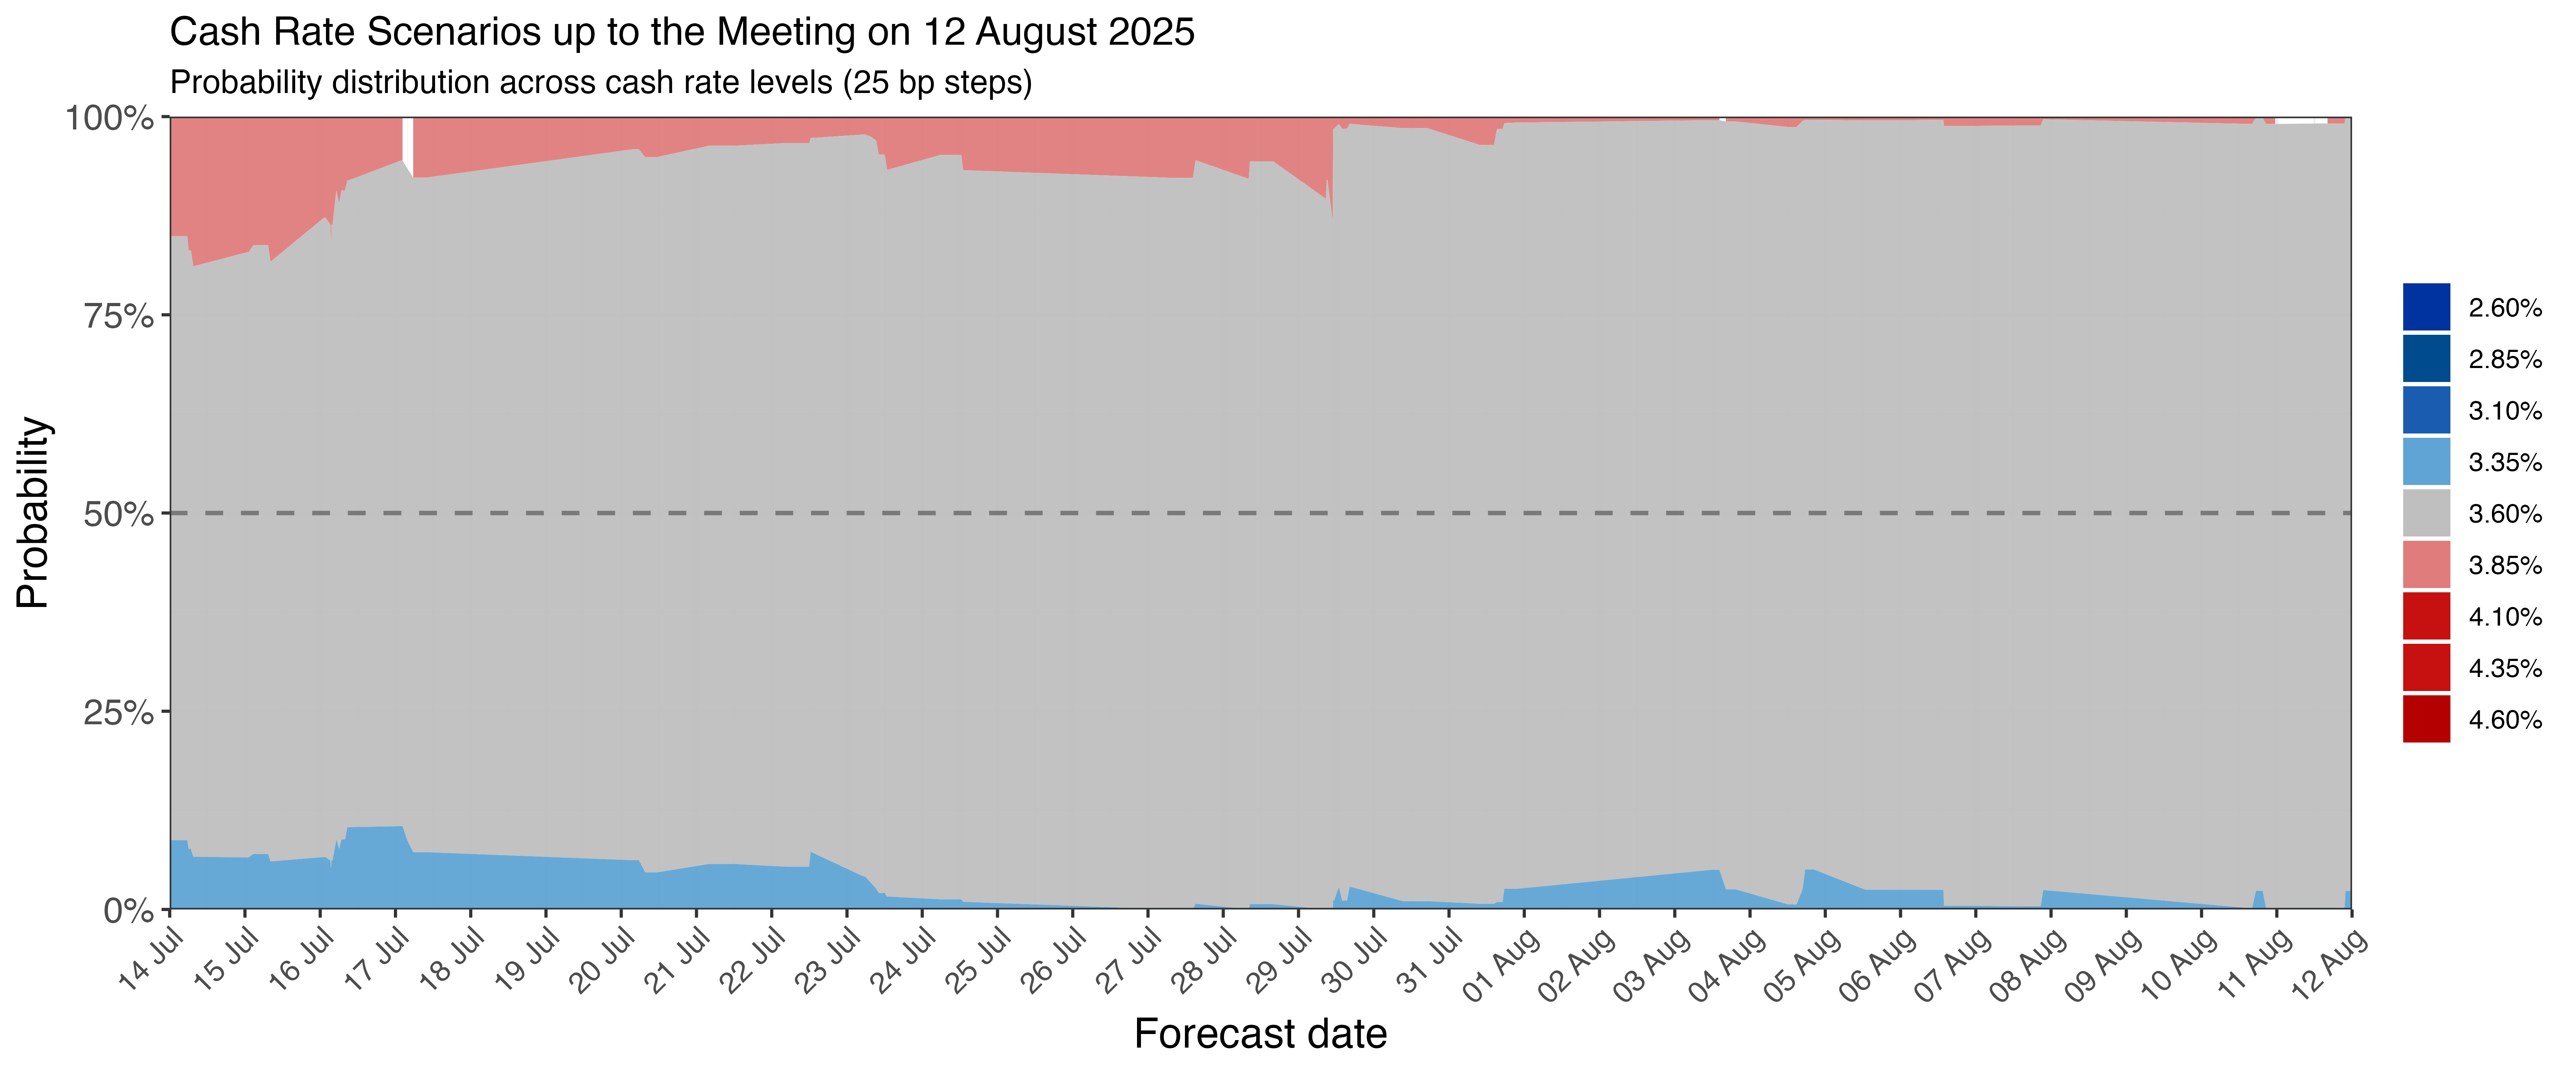 Cash Rate Scenarios up to the Meeting on 12 August 2025
Probability distribution across cash rate levels (25 bp steps)
Probability
100%
75%
50%
25%
0%
14 Jul
15 Jul
16 Jul
17 Jul
18 Jul
19 Jul
20 Jul
21 Jul
22 Jul
23 Jul
24 Jul
25 Jul
26 Jul
27 Jul
28 Jul
29 Jul
30 Jul
31 Jul
01 Aug
02 Aug
03 Aug
04 Aug
05 Aug
06 Aug
07 Aug
08 Aug
09 Aug
10 Aug
11 Aug
12 Aug
Forecast date
2.60%
2.85%
3.10%
3.35%
3.60%
3.85%
4.10%
4.35%
4.60%